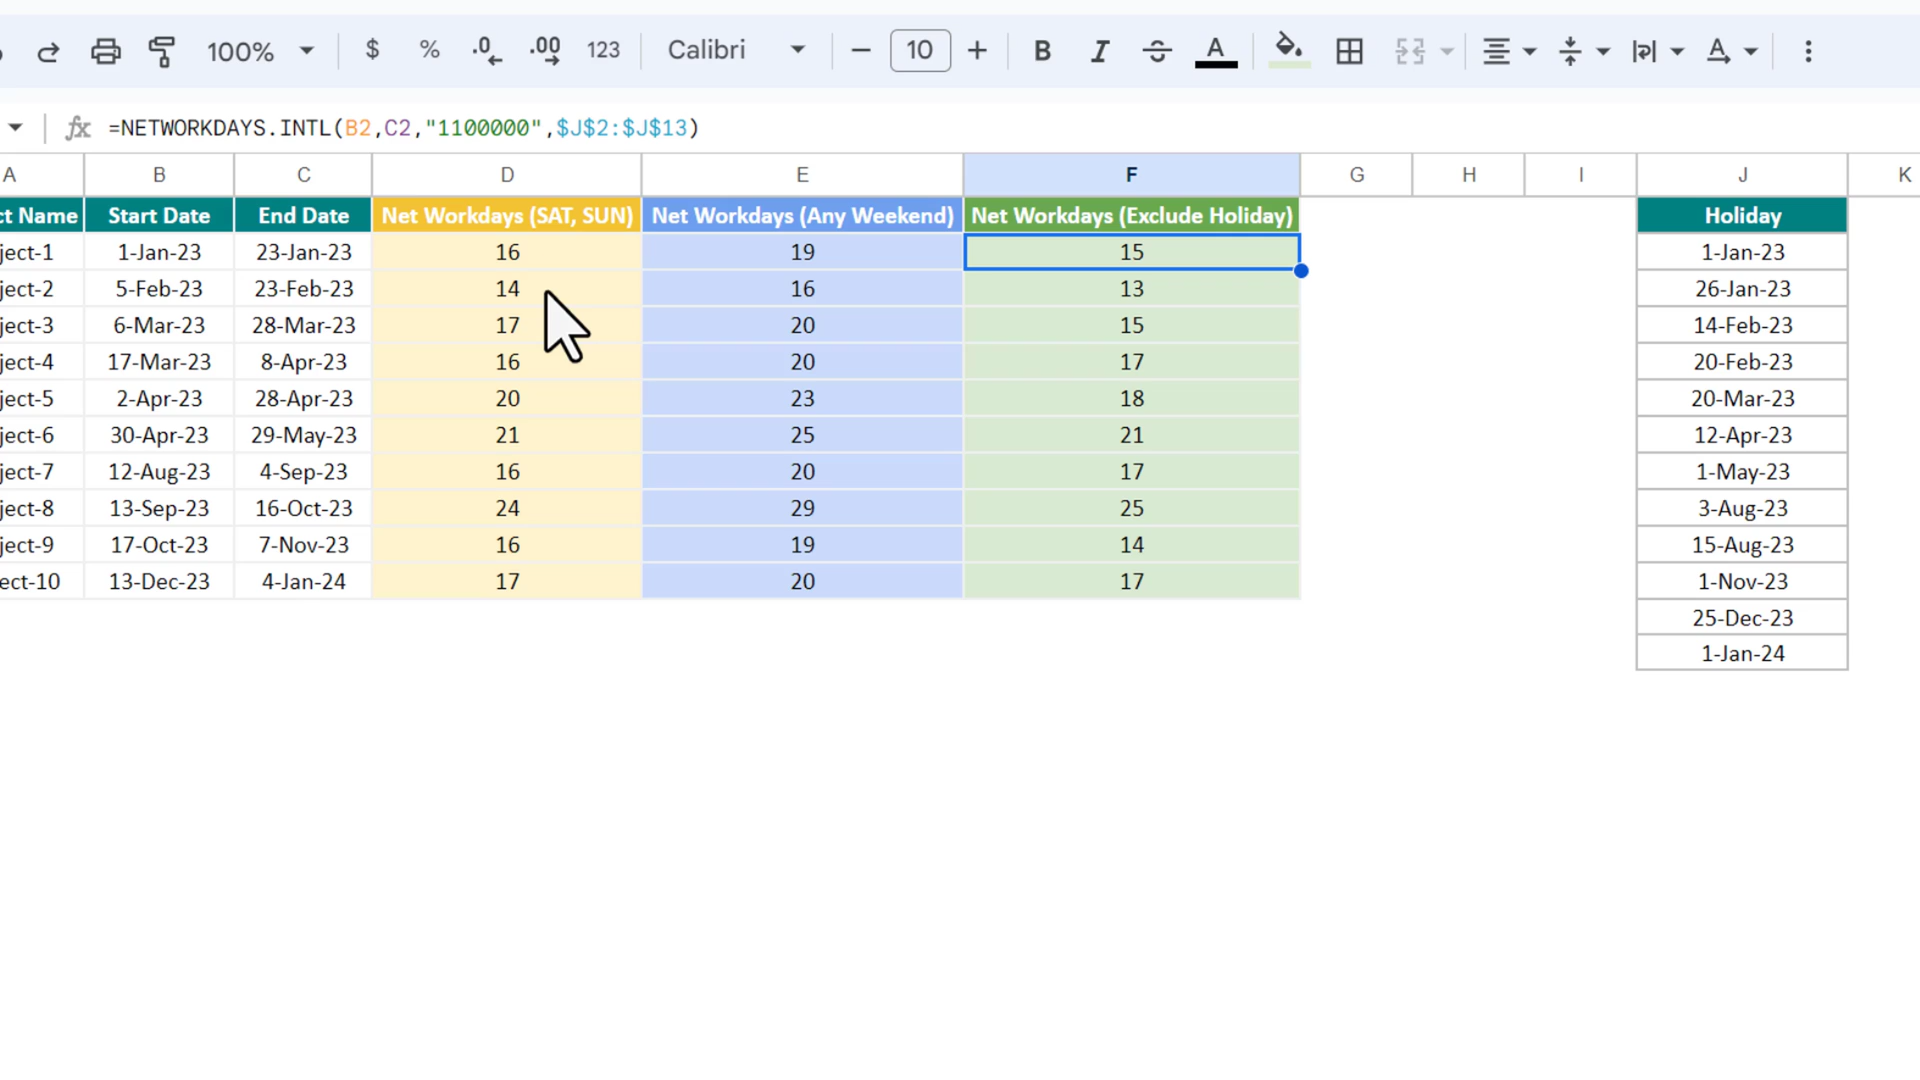 100% $ % .0 .00 123 Calibri 10 B I A A
fx =NETWORKDAYS.INTL(B2,C2,"1100000",$J$2:$J$13)
A B C D E F G H I J K
ct Name Start Date End Date Net Workdays (SAT, SUN) Net Workdays (Any Weekend) Net Workdays (Exclude Holiday) Holiday
ject-1 1-Jan-23 23-Jan-23 16 19 15 1-Jan-23
ject-2 5-Feb-23 23-Feb-23 14 16 13 26-Jan-23
ject-3 6-Mar-23 28-Mar-23 17 20 15 14-Feb-23
ject-4 17-Mar-23 8-Apr-23 16 20 17 20-Feb-23
ject-5 2-Apr-23 28-Apr-23 20 23 18 20-Mar-23
ject-6 30-Apr-23 29-May-23 21 25 21 12-Apr-23
ject-7 12-Aug-23 4-Sep-23 16 20 17 1-May-23
ject-8 13-Sep-23 16-Oct-23 24 29 25 3-Aug-23
ject-9 17-Oct-23 7-Nov-23 16 19 14 15-Aug-23
ect-10 13-Dec-23 4-Jan-24 17 20 17 1-Nov-23
25-Dec-23
1-Jan-24